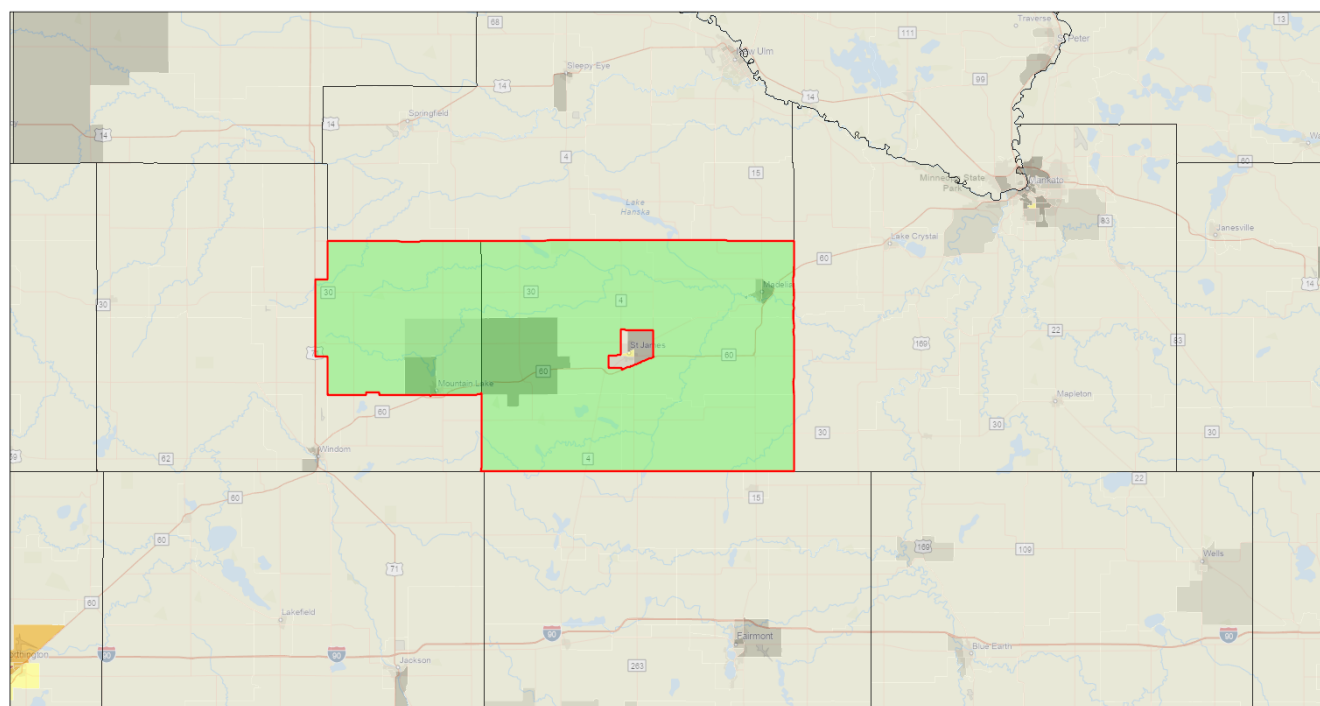 68
Traverse
13
111
St Peter
New Ulm
Sleepy Eye
99
14
14
Springfield
14
14
14
60
4
15
Minneopa State
Park
Mankato
Lake
Hanska
83
Lake Crystal
Janesville
60
30
30
30
4
Madelia
14
22
169
83
St James
60
60
Mountain Lake
Mapleton
60
30
30
Windom
62
4
15
22
60
169
109
Wells
71
60
Lakefield
90
Fairmont
90
90
90
Blue Earth
263
Jackson